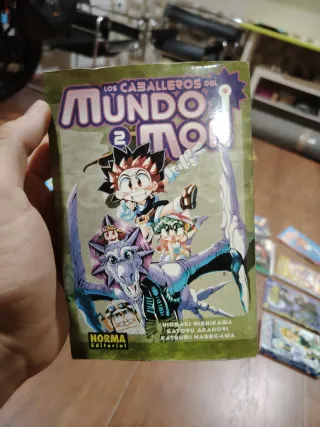 LOS CABALLEROS DEL
MUNDO
2
MON
HIDEAKI NISHIKAWA
SATORU AKAHORI
KATSUMI HASEGAWA
NORMA
Editorial